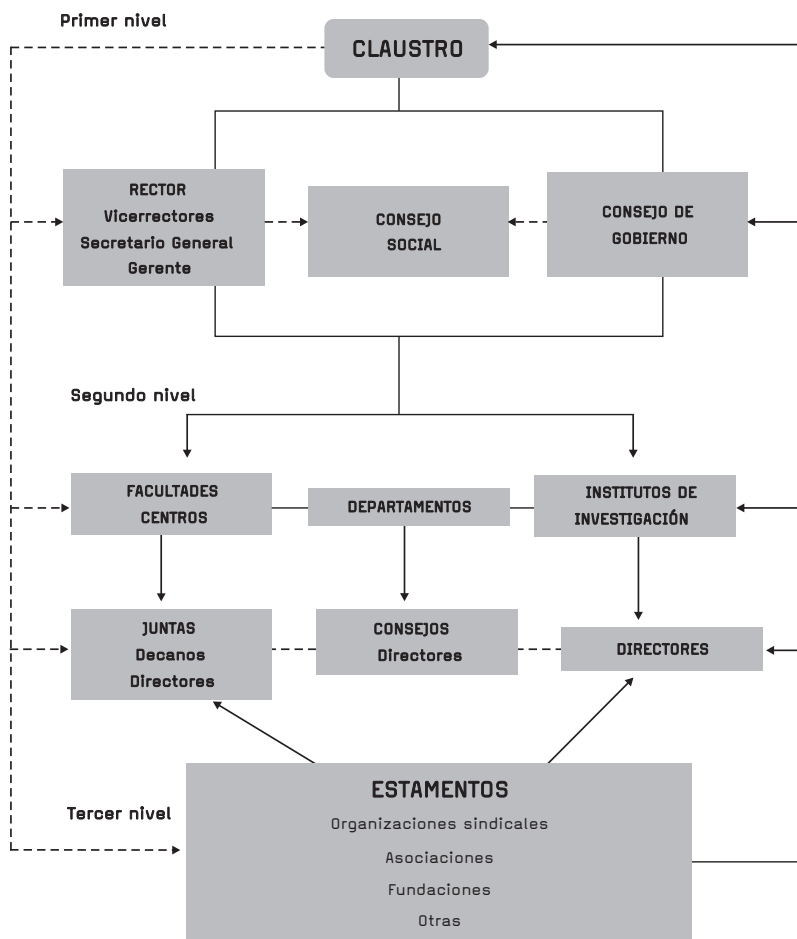 Primer nivel
CLAUSTRO
RECTOR
Vicerrectores
Secretario General
Gerente
CONSEJO
SOCIAL
CONSEJO DE
GOBIERNO
Segundo nivel
FACULTADES
CENTROS
DEPARTAMENTOS
INSTITUTOS DE
INVESTIGACIÓN
JUNTAS
Decanos
Directores
CONSEJOS
Directores
DIRECTORES
Tercer nivel
ESTAMENTOS
Organizaciones sindicales
Asociaciones
Fundaciones
Otras